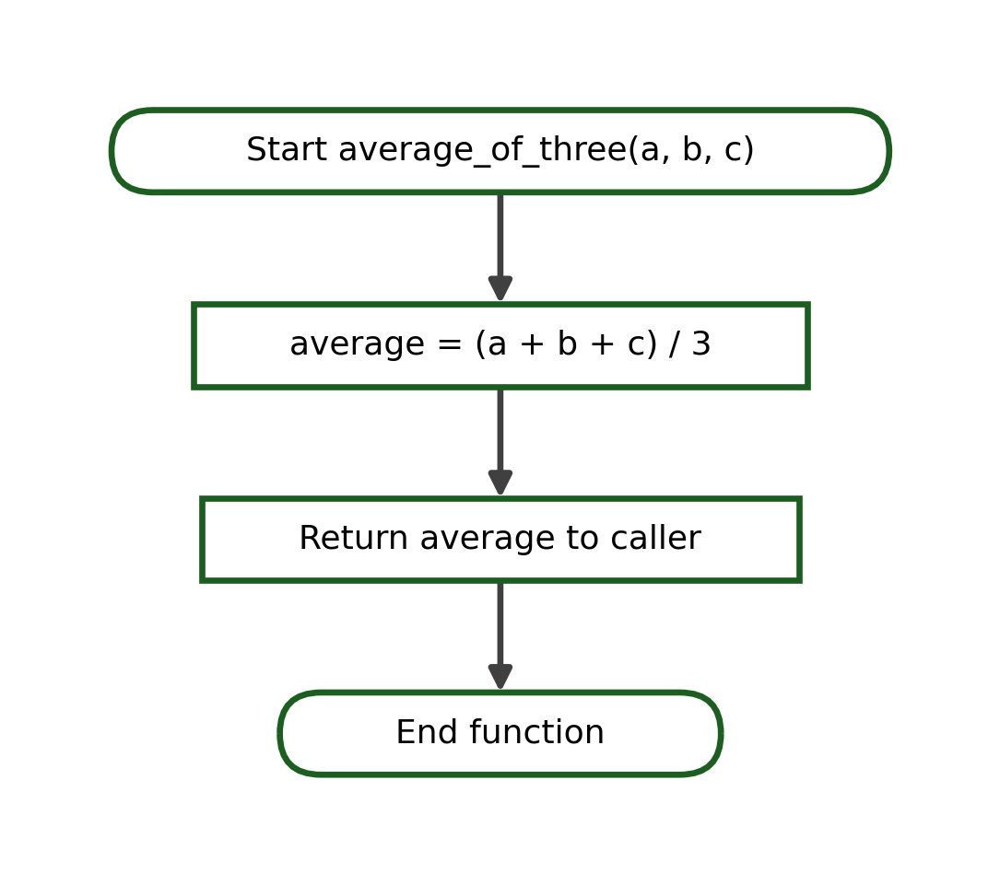 Start average_of_three(a, b, c)
average = (a + b + c) / 3
Return average to caller
End function